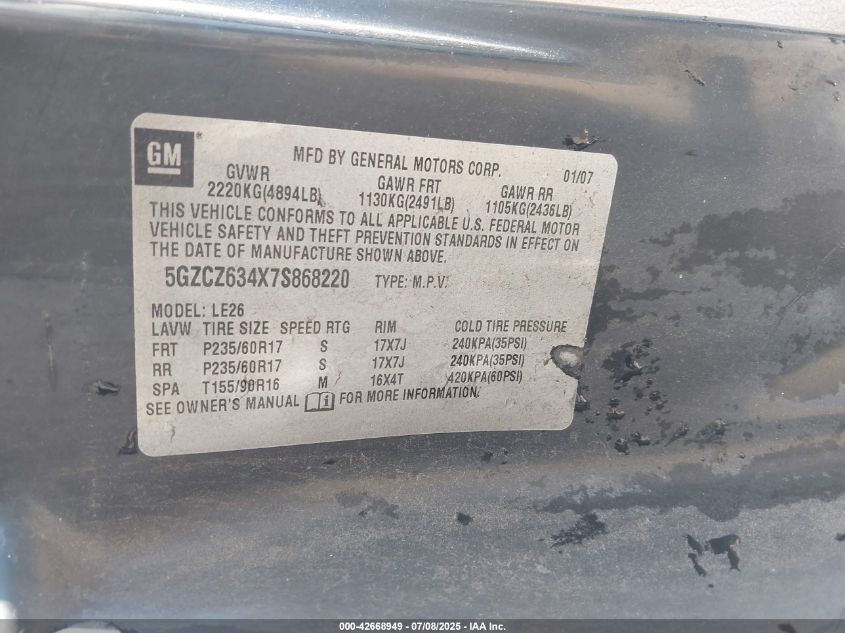 GM
MFD BY GENERAL MOTORS CORP. 01/07
GVWR GAWR FRT GAWR RR
2220KG(4894LB) 1130KG(2491LB) 1105KG(2436LB)
THIS VEHICLE CONFORMS TO ALL APPLICABLE U.S. FEDERAL MOTOR
VEHICLE SAFETY AND THEFT PREVENTION STANDARDS IN EFFECT ON
THE DATE OF MANUFACTURE SHOWN ABOVE.
5GZCZ634X7S868220 TYPE: M.P.V.
MODEL: LE26
LAVW TIRE SIZE SPEED RTG RIM COLD TIRE PRESSURE
FRT P235/60R17 S 17X7J 240KPA(35PSI)
RR P235/60R17 S 17X7J 240KPA(35PSI)
SPA T155/90R16 M 16X4T 420KPA(60PSI)
SEE OWNER'S MANUAL FOR MORE INFORMATION.
000-42668949 - 07/08/2025 - IAA Inc.